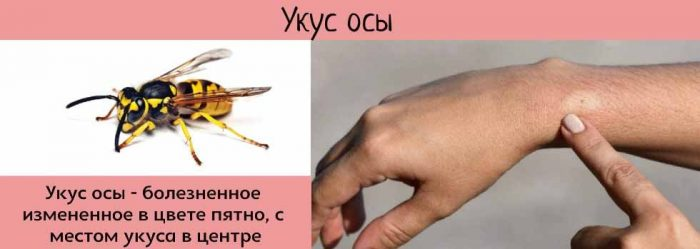 Укус осы
Укус осы - болезненное
измененное в цвете пятно, с
местом укуса в центре